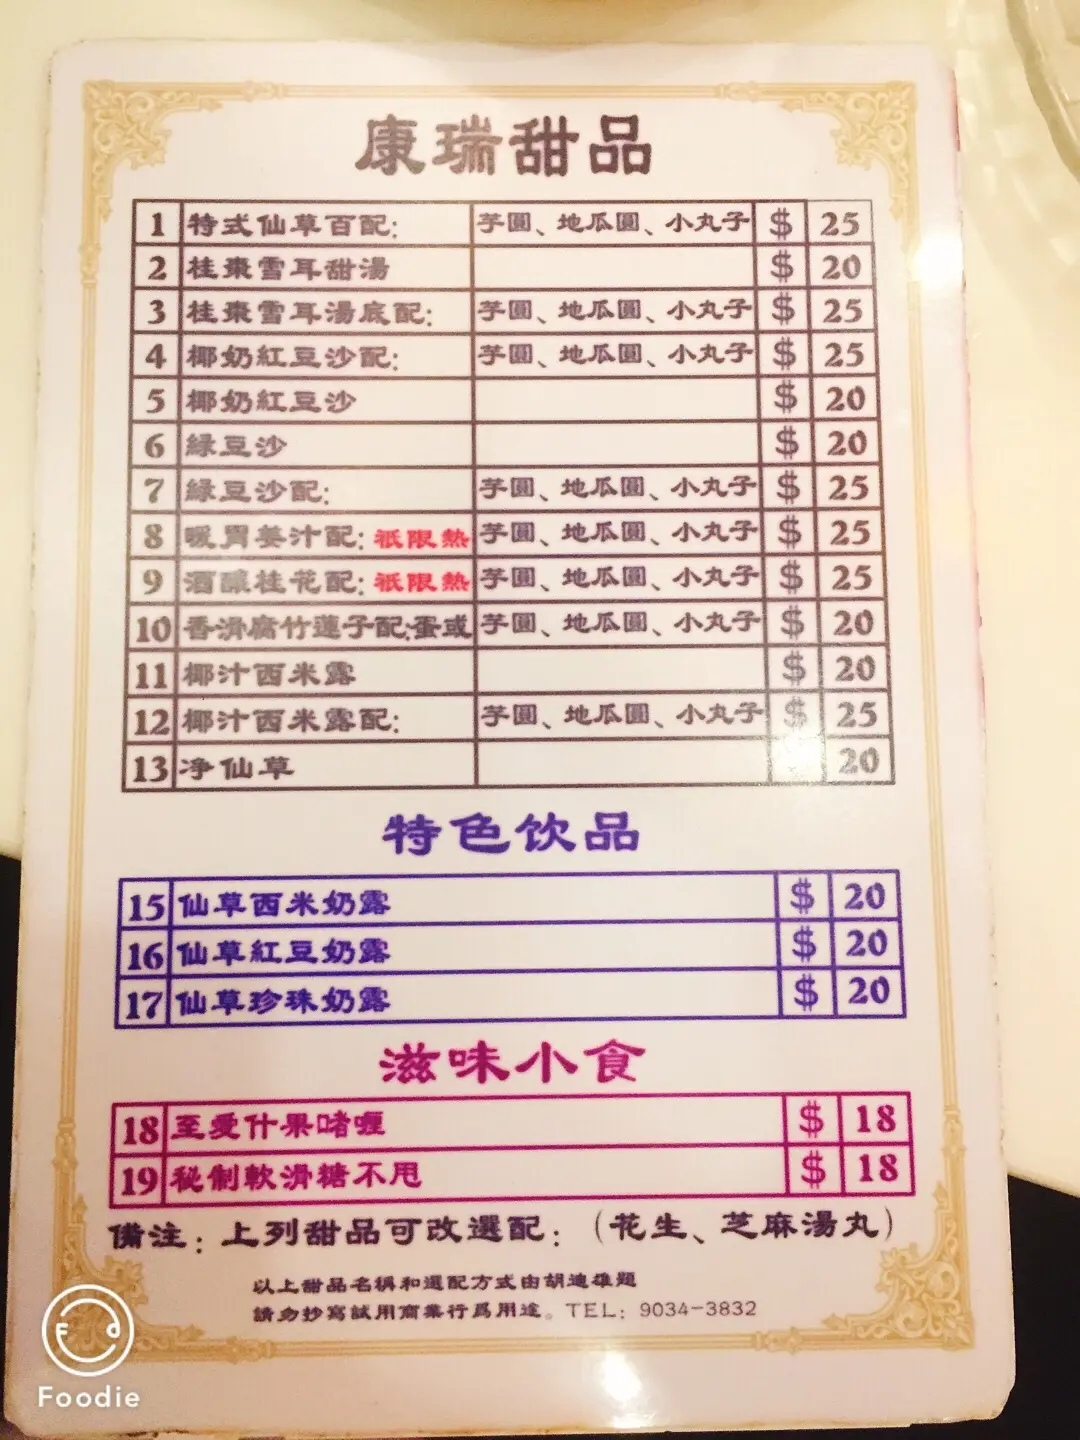 康瑞甜品
1 特式仙草百配: 芋圓、地瓜圓、小丸子 $ 25
2 桂棗雪耳甜湯 $ 20
3 桂棗雪耳湯底配: 芋圓、地瓜圓、小丸子 $ 25
4 椰奶紅豆沙配: 芋圓、地瓜圓、小丸子 $ 25
5 椰奶紅豆沙 $ 20
6 綠豆沙 $ 20
7 綠豆沙配: 芋圓、地瓜圓、小丸子 $ 25
8 暖胃姜汁配: 祇限熱 芋圓、地瓜圓、小丸子 $ 25
9 酒釀桂花配: 祇限熱 芋圓、地瓜圓、小丸子 $ 25
10 香滑腐竹蓮子配:蛋或 芋圓、地瓜圓、小丸子 $ 20
11 椰汁西米露 $ 20
12 椰汁西米露配: 芋圓、地瓜圓、小丸子 $ 25
13 净仙草 20
特色饮品
15 仙草西米奶露 $ 20
16 仙草紅豆奶露 $ 20
17 仙草珍珠奶露 $ 20
滋味小食
18 至愛什果啫喱 $ 18
19 秘制軟滑糖不甩 $ 18
備注：上列甜品可改選配：（花生、芝麻湯丸）
以上甜品名稱和選配方式由胡迪雄題
請勿抄寫試用商業行爲用途。TEL: 9034-3832
Foodie